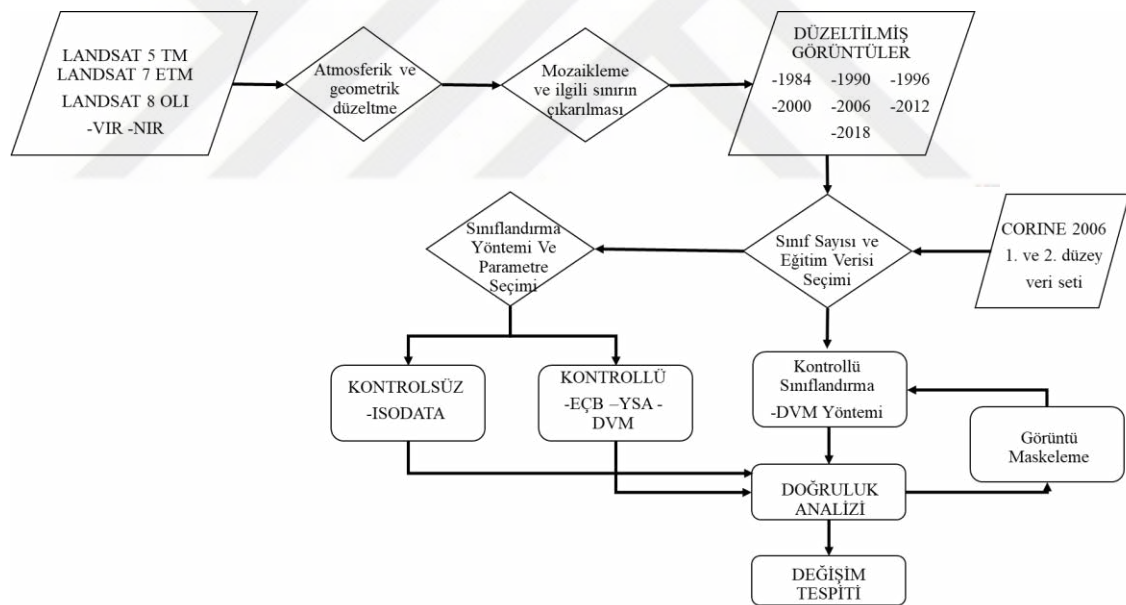 LANDSAT 5 TM
LANDSAT 7 ETM
LANDSAT 8 OLI
-VIR -NIR
Atmosferik ve
geometrik
düzeltme
Mozaikleme
ve ilgili sınırın
çıkarılması
DÜZELTİLMİŞ
GÖRÜNTÜLER
-1984 -1990 -1996
-2000 -2006 -2012
-2018
Sınıflandırma
Yöntemi Ve
Parametre
Seçimi
Sınıf Sayısı ve
Eğitim Verisi
Seçimi
CORINE 2006
1. ve 2. düzey
veri seti
KONTROLSÜZ
-ISODATA
KONTROLLÜ
-EÇB –YSA -
DVM
Kontrollü
Sınıflandırma
-DVM Yöntemi
Görüntü
Maskeleme
DOĞRULUK
ANALİZİ
DEĞİŞİM
TESPİTİ